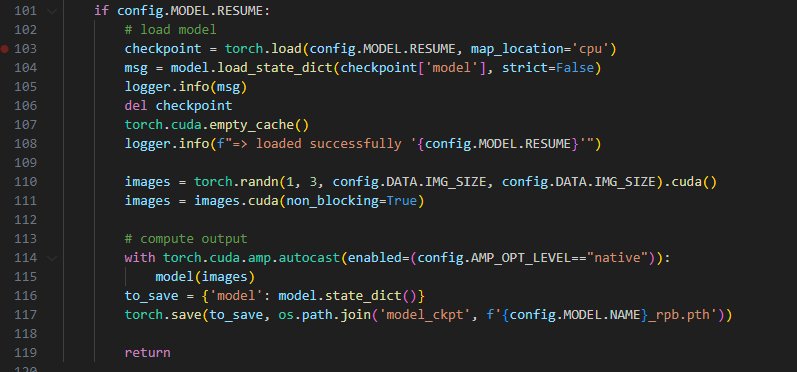 101 if config.MODEL.RESUME:
102 # load model
103 checkpoint = torch.load(config.MODEL.RESUME, map_location='cpu')
104 msg = model.load_state_dict(checkpoint['model'], strict=False)
105 logger.info(msg)
106 del checkpoint
107 torch.cuda.empty_cache()
108 logger.info(f"=> loaded successfully '{config.MODEL.RESUME}'")
109
110 images = torch.randn(1, 3, config.DATA.IMG_SIZE, config.DATA.IMG_SIZE).cuda()
111 images = images.cuda(non_blocking=True)
112
113 # compute output
114 with torch.cuda.amp.autocast(enabled=(config.AMP_OPT_LEVEL=="native")):
115 model(images)
116 to_save = {'model': model.state_dict()}
117 torch.save(to_save, os.path.join('model_ckpt', f'{config.MODEL.NAME}_rpb.pth'))
118
119 return
120